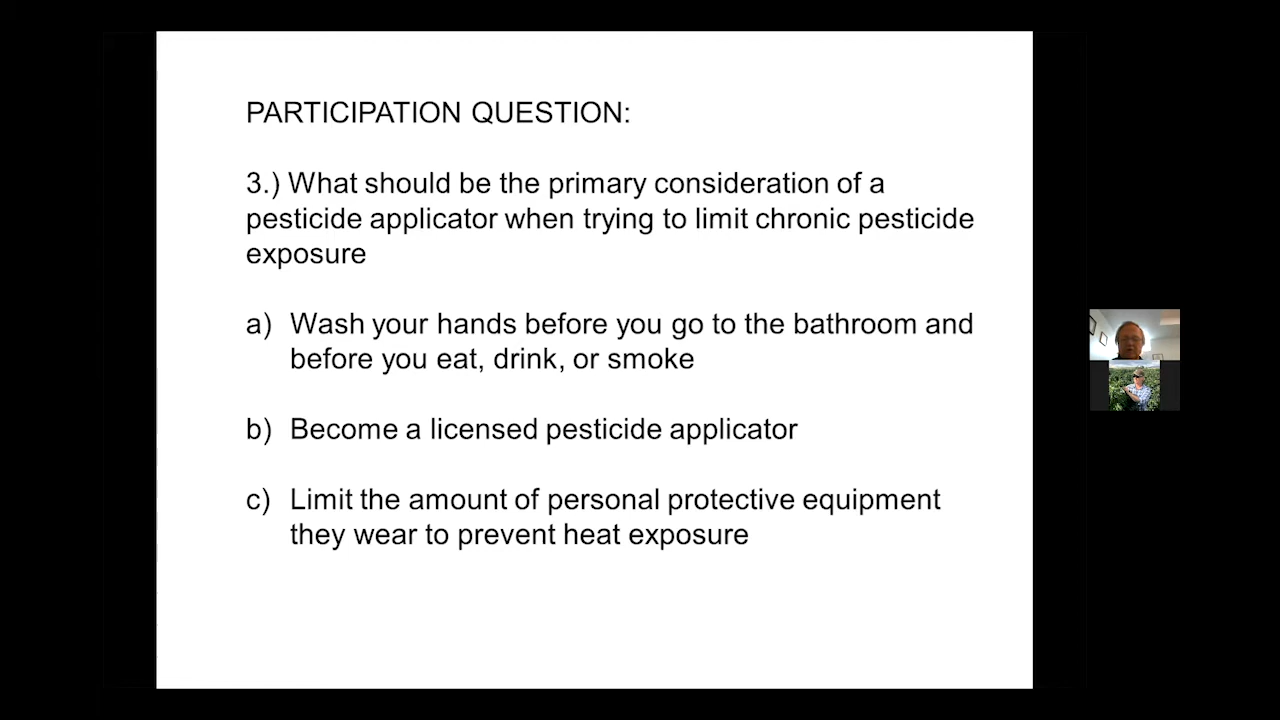 PARTICIPATION QUESTION:
3.) What should be the primary consideration of a
pesticide applicator when trying to limit chronic pesticide
exposure
a) Wash your hands before you go to the bathroom and
before you eat, drink, or smoke
b) Become a licensed pesticide applicator
c) Limit the amount of personal protective equipment
they wear to prevent heat exposure